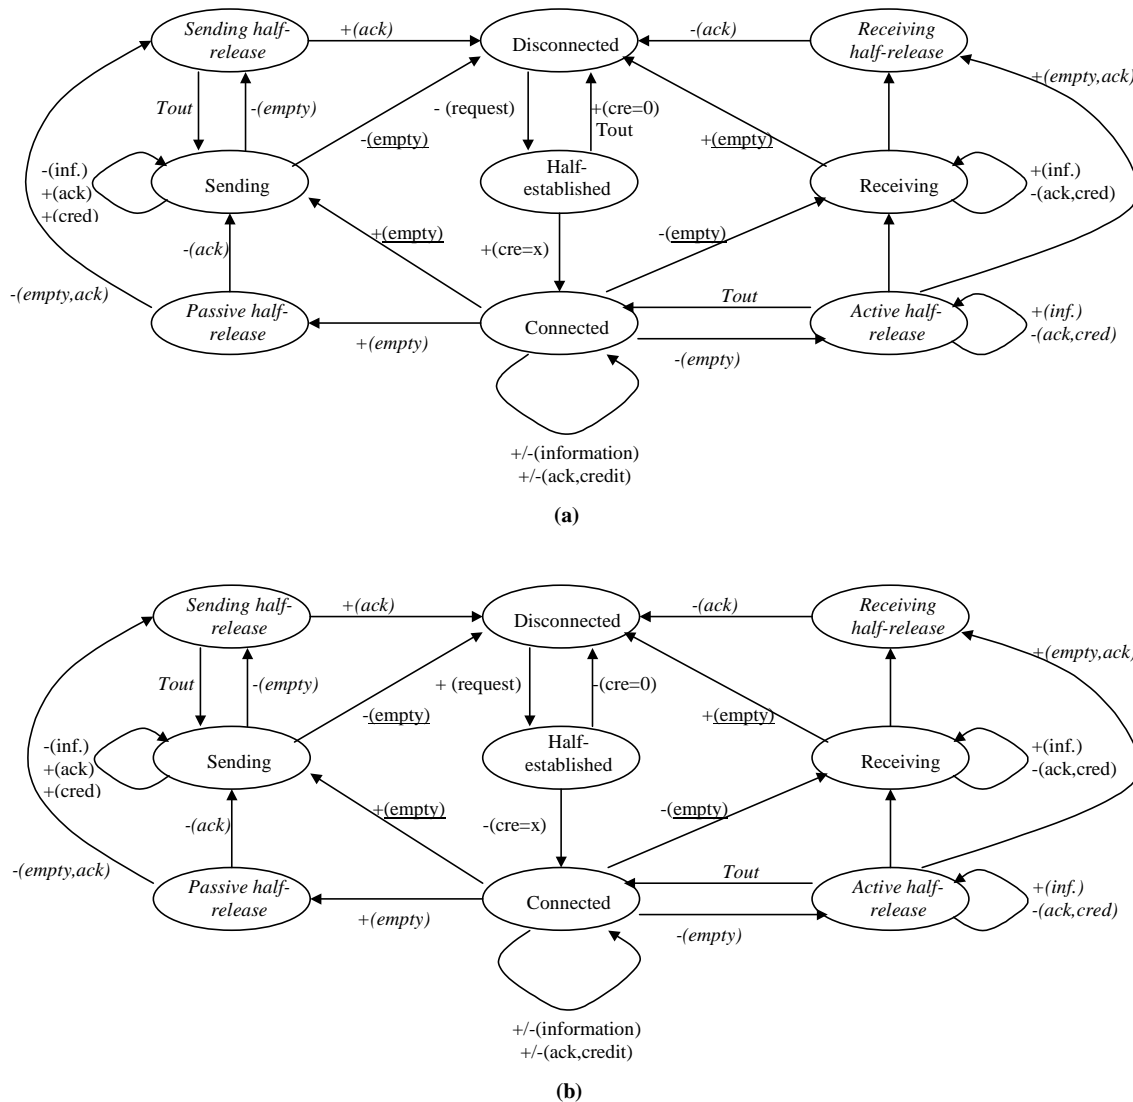 Sending half-
release
+(ack)
Disconnected
-(ack)
Receiving
half-release
+(empty,ack)
Tout
-(empty)
- (request)
+(cre=0)
Tout
-(empty)
+(empty)
-(inf.)
+(ack)
+(cred)
Sending
Half-
established
Receiving
+(inf.)
-(ack,cred)
-(ack)
+(empty)
+(cre=x)
-(empty)
-(empty,ack)
Passive half-
release
+(empty)
Connected
Tout
-(empty)
Active half-
release
+(inf.)
-(ack,cred)
+/-(information)
+/-(ack,credit)
(a)
Sending half-
release
+(ack)
Disconnected
-(ack)
Receiving
half-release
+(empty,ack)
Tout
-(empty)
+ (request)
-(cre=0)
-(empty)
+(empty)
-(inf.)
+(ack)
+(cred)
Sending
Half-
established
Receiving
+(inf.)
-(ack,cred)
-(ack)
+(empty)
-(cre=x)
-(empty)
-(empty,ack)
Passive half-
release
+(empty)
Connected
Tout
-(empty)
Active half-
release
+(inf.)
-(ack,cred)
+/-(information)
+/-(ack,credit)
(b)